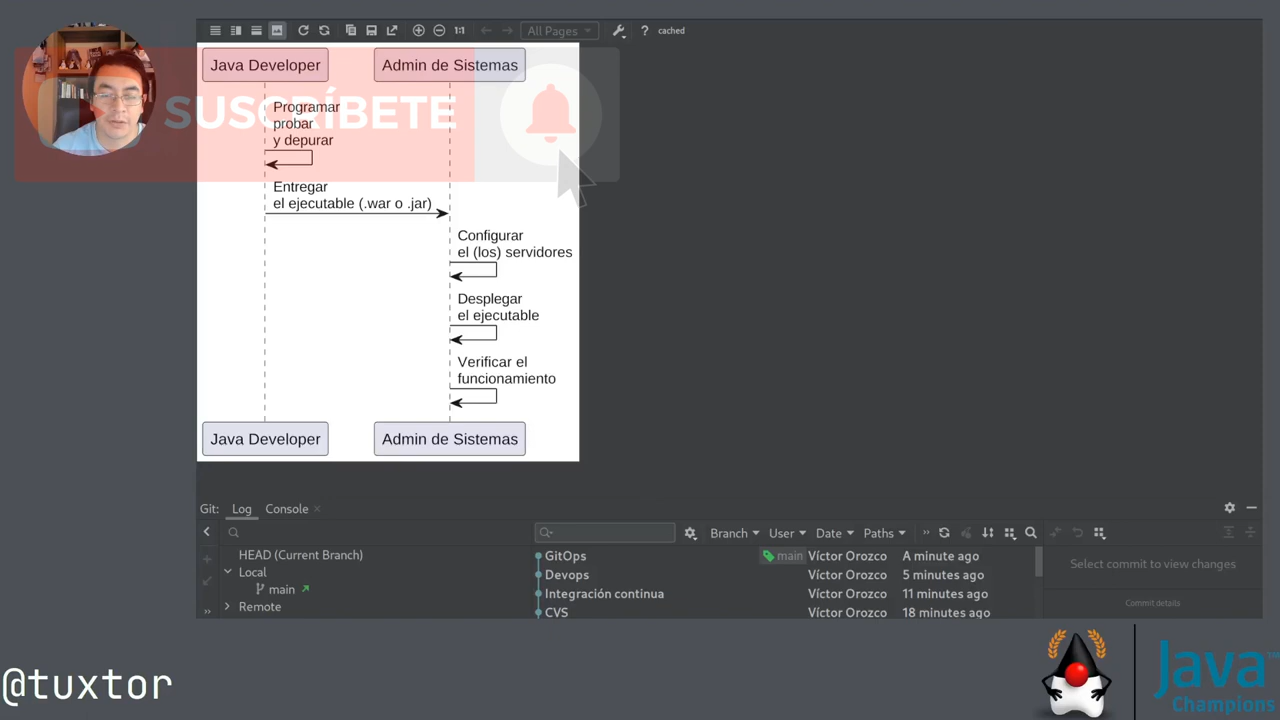 All Pages
1:1
?
cached
Java Developer
Admin de Sistemas
SUSCRÍBETE
Programar
probar
y depurar
Entregar
el ejecutable (.war o .jar)
Configurar
el (los) servidores
Desplegar
el ejecutable
Verificar el
funcionamiento
Java Developer
Admin de Sistemas
Git:
Log
Console
Branch
User
Date
Paths
HEAD (Current Branch)
Local
main
Remote
GitOps main Víctor Orozco A minute ago
Devops Víctor Orozco 5 minutes ago
Integración continua Víctor Orozco 11 minutes ago
CVS Víctor Orozco 18 minutes ago
Select commit to view changes
Commit details
@tuxtor
Java™
Champions